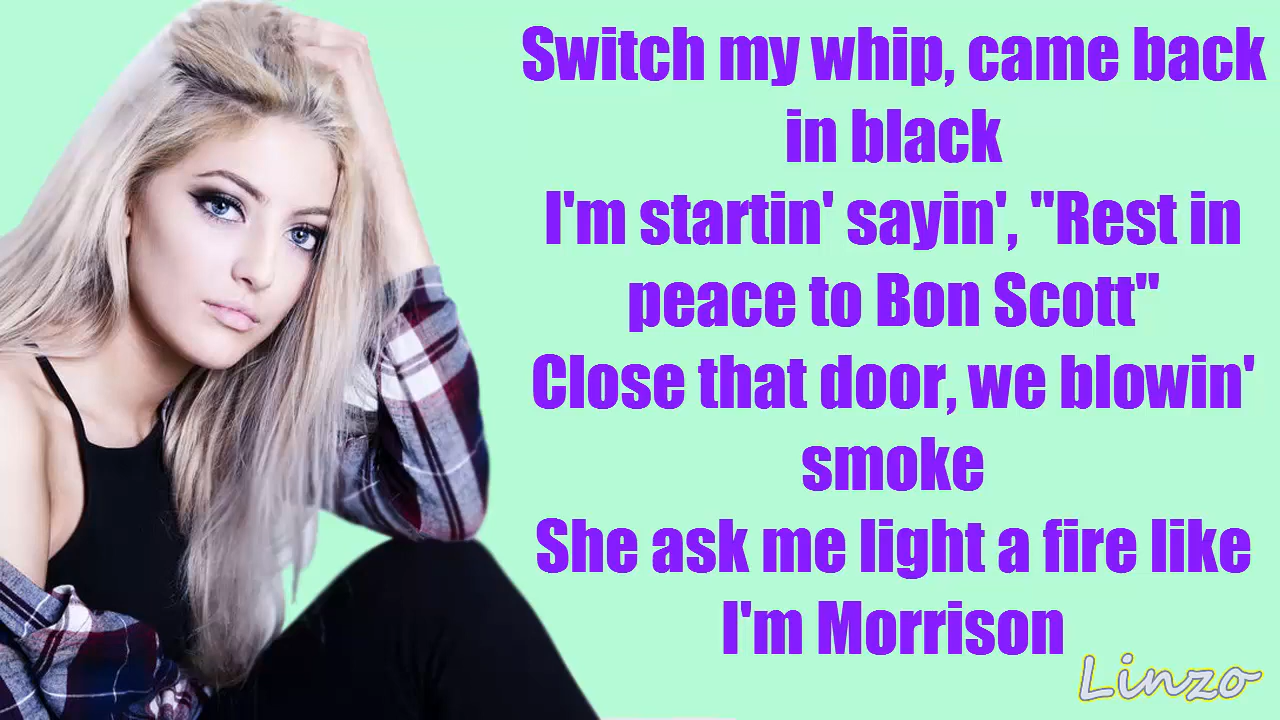 Switch my whip, came back
in black
I'm startin' sayin', "Rest in
peace to Bon Scott"
Close that door, we blowin'
smoke
She ask me light a fire like
I'm Morrison
Linzo